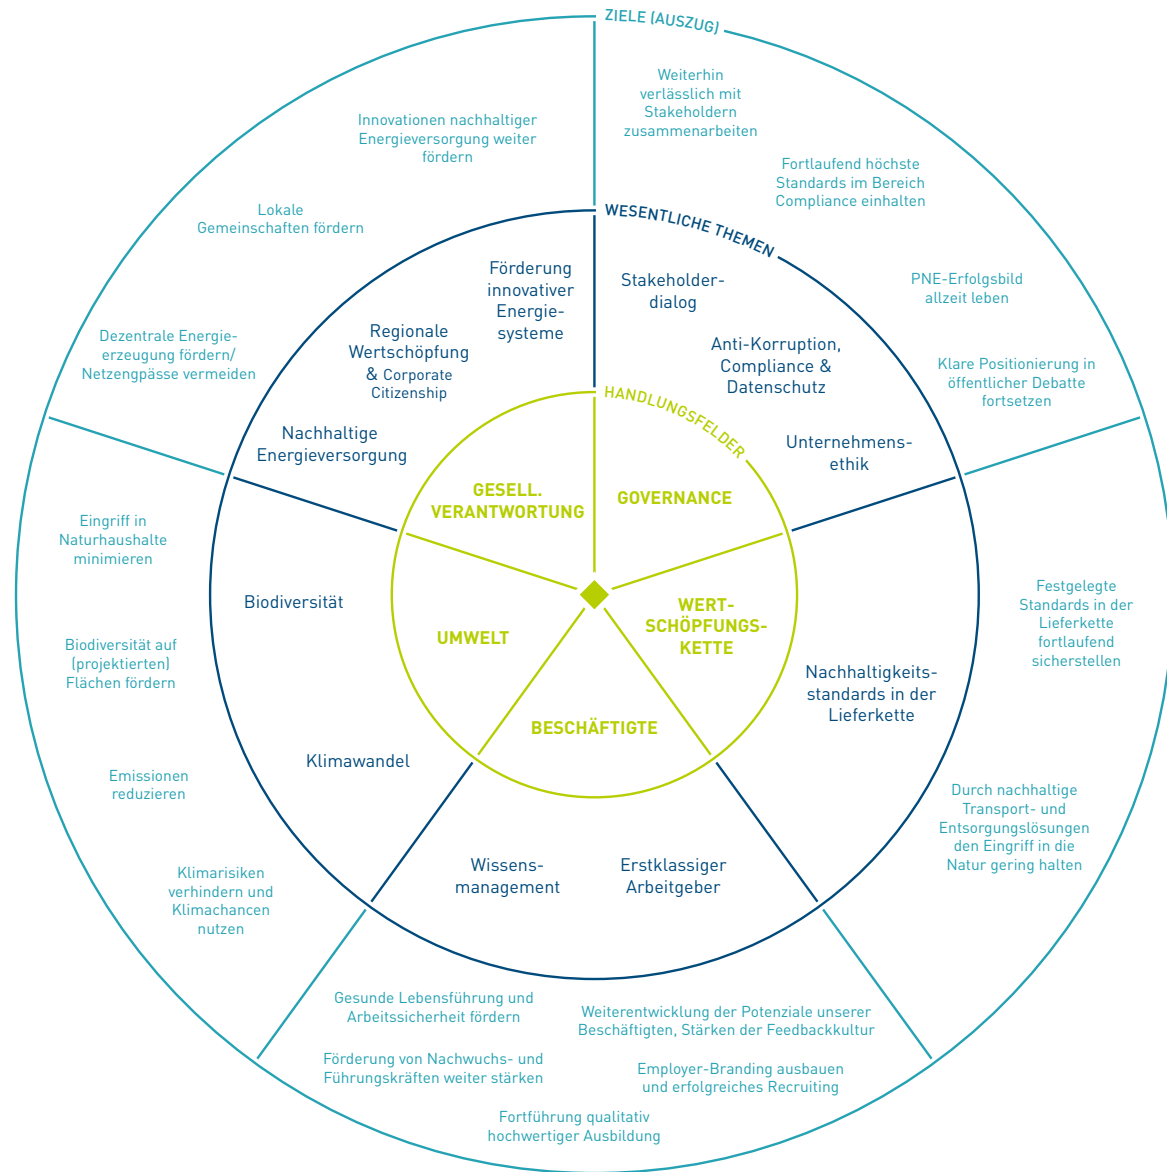 ZIELE (AUSZUG)
Weiterhin
verlässlich mit
Stakeholdern
zusammenarbeiten
Fortlaufend höchste
Standards im Bereich
Compliance einhalten
PNE-Erfolgsbild
allzeit leben
Klare Positionierung in
öffentlicher Debatte
fortsetzen
Innovationen nachhaltiger
Energieversorgung weiter
fördern
Lokale
Gemeinschaften fördern
Dezentrale Energie-
erzeugung fördern/
Netzengpässe vermeiden
WESENTLICHE THEMEN
Förderung
innovativer
Energie-
systeme
Regionale
Wertschöpfung
& Corporate
Citizenship
Nachhaltige
Energieversorgung
Stakeholder-
dialog
Anti-Korruption,
Compliance &
Datenschutz
Unternehmens-
ethik
HANDLUNGSFELDER
GESELL.
VERANTWORTUNG
GOVERNANCE
UMWELT
WERT-
SCHÖPFUNGS-
KETTE
BESCHÄFTIGTE
Eingriff in
Naturhaushalte
minimieren
Biodiversität auf
(projektierten)
Flächen fördern
Emissionen
reduzieren
Klimarisiken
verhindern und
Klimachancen
nutzen
Biodiversität
Klimawandel
Nachhaltigkeits-
standards in der
Lieferkette
Festgelegte
Standards in der
Lieferkette
fortlaufend
sicherstellen
Durch nachhaltige
Transport- und
Entsorgungslösungen
den Eingriff in die
Natur gering halten
Wissens-
management
Erstklassiger
Arbeitgeber
Gesunde Lebensführung und
Arbeitssicherheit fördern
Weiterentwicklung der Potenziale unserer
Beschäftigten, Stärken der Feedbackkultur
Förderung von Nachwuchs- und
Führungskräften weiter stärken
Employer-Branding ausbauen
und erfolgreiches Recruiting
Fortführung qualitativ
hochwertiger Ausbildung